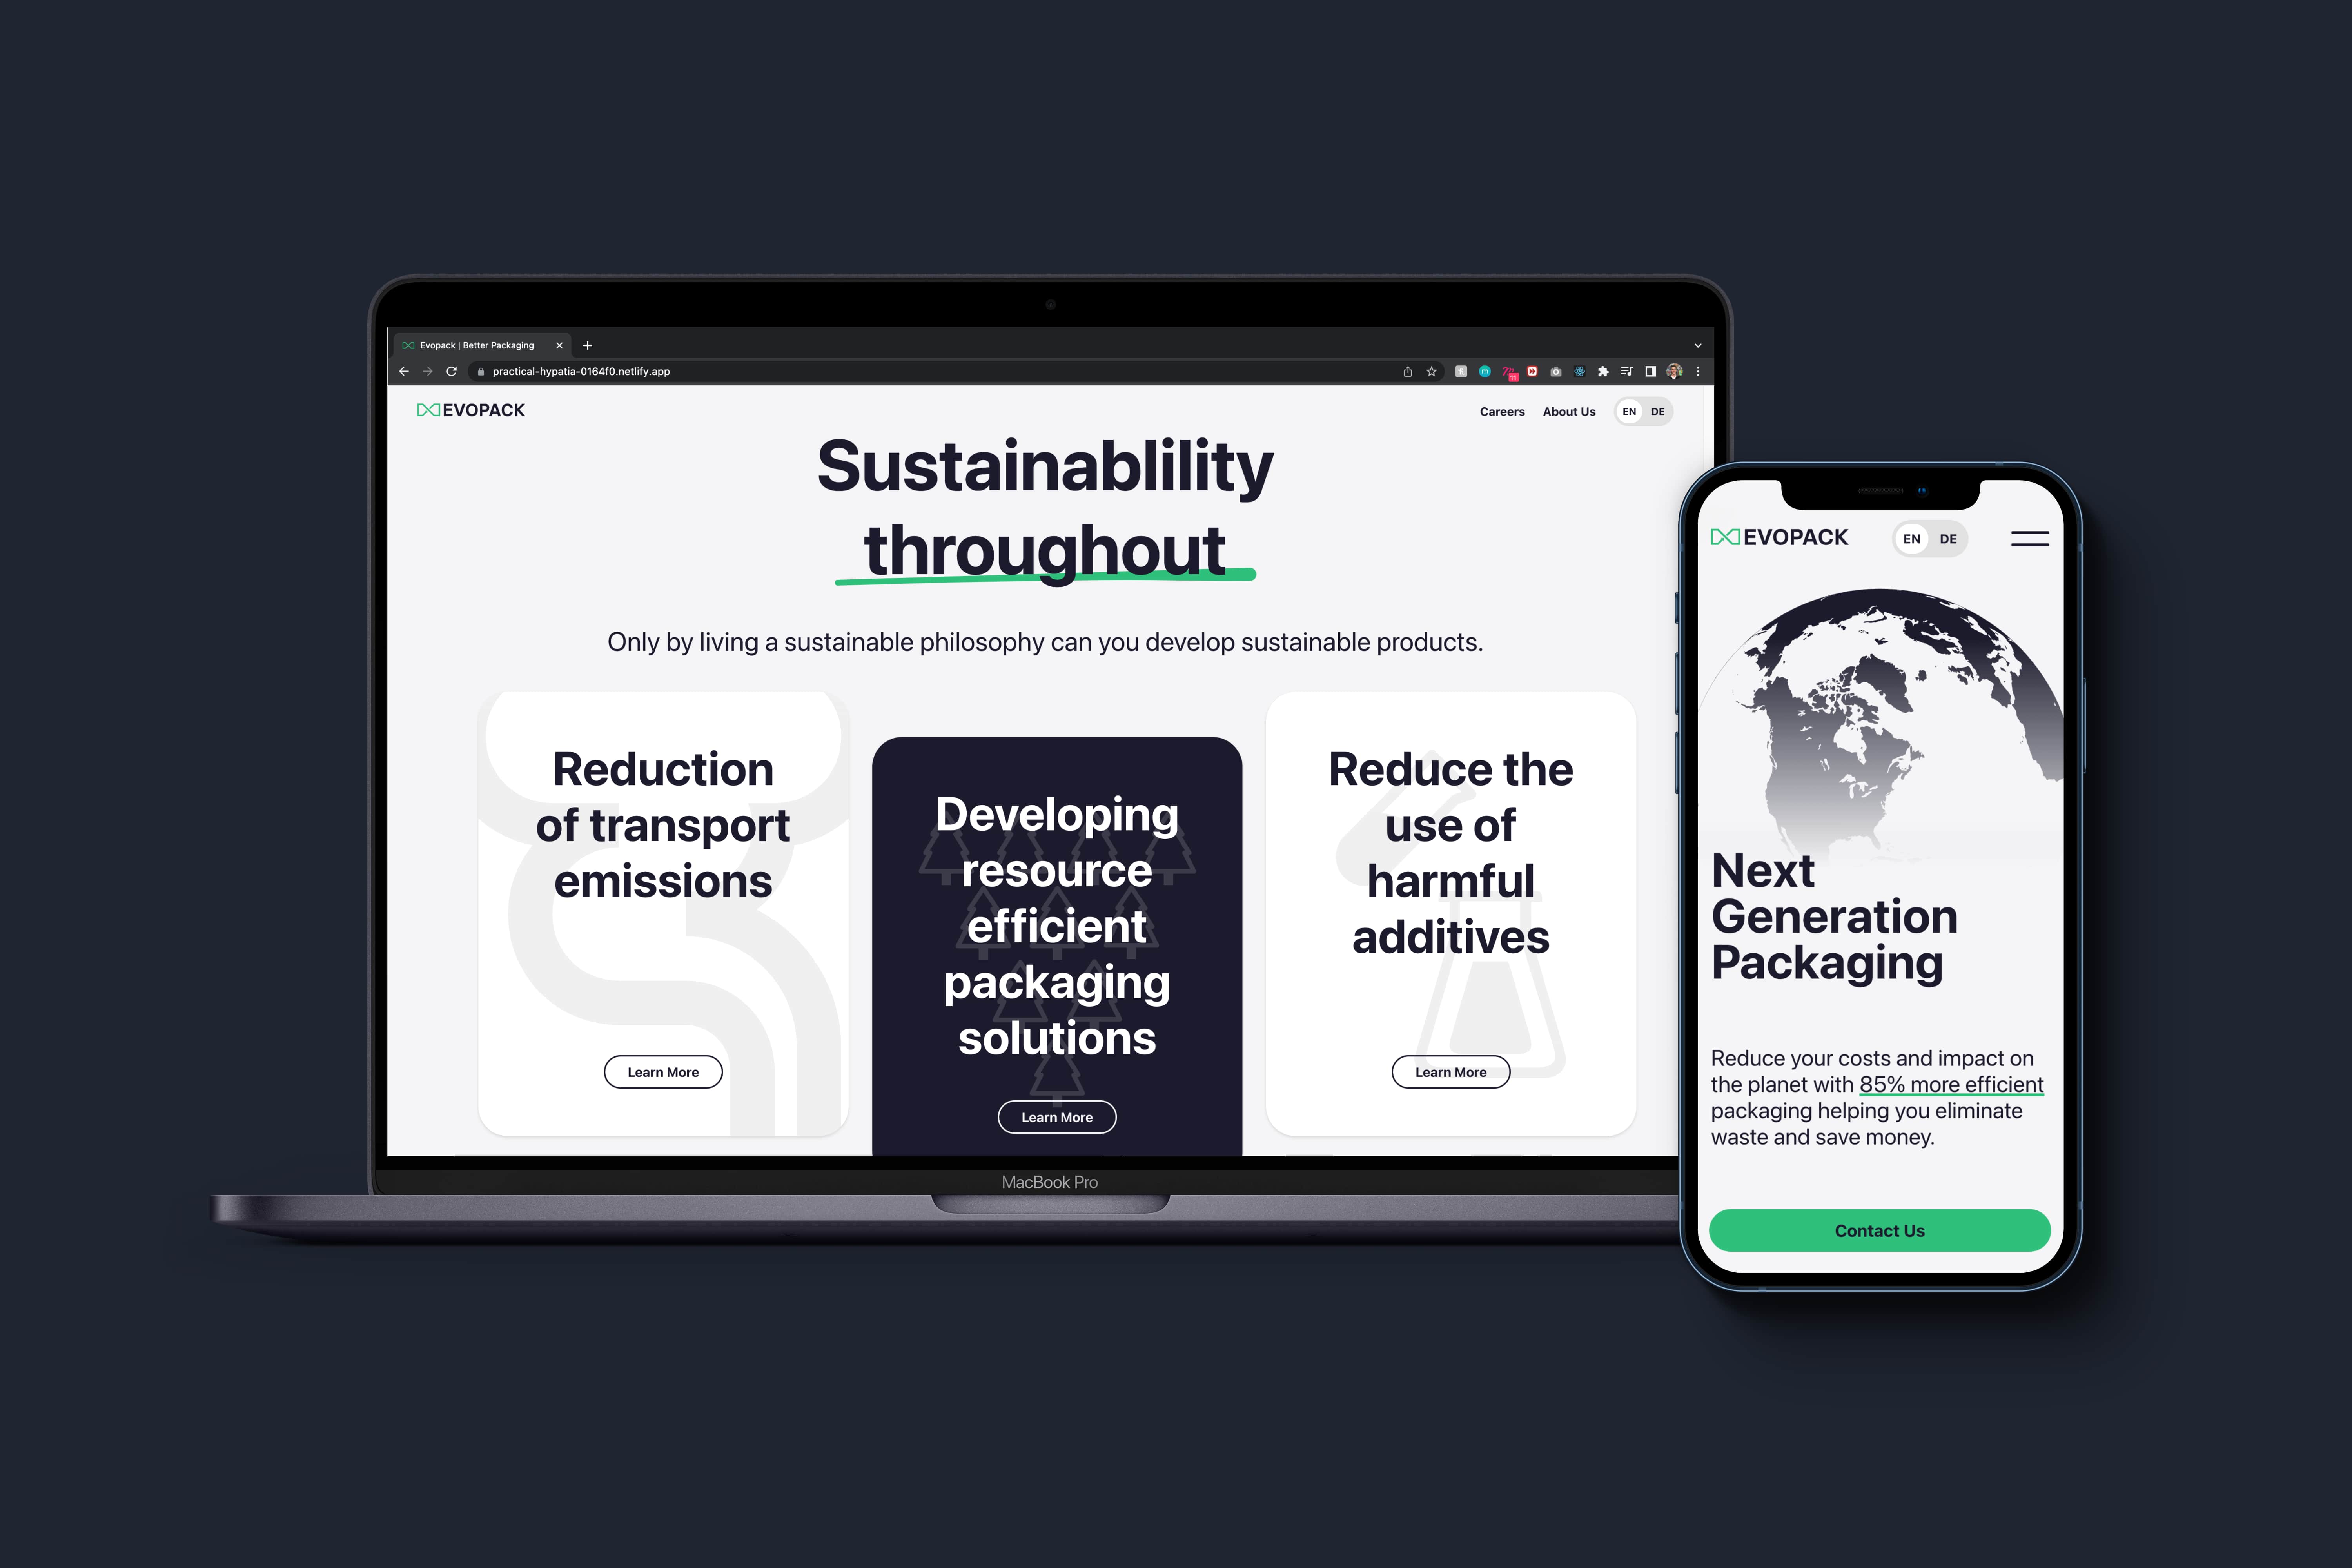 Evopack | Better Packaging
practical-hypatia-0164f0.netlify.app
11
EVOPACK
Careers About Us EN DE
Sustainablility
throughout
Only by living a sustainable philosophy can you develop sustainable products.
Reduction
of transport
emissions
Learn More
Developing
resource
efficient
packaging
solutions
Learn More
Reduce the
use of
harmful
additives
Learn More
MacBook Pro
EVOPACK EN DE
Next
Generation
Packaging
Reduce your costs and impact on
the planet with 85% more efficient
packaging helping you eliminate
waste and save money.
Contact Us